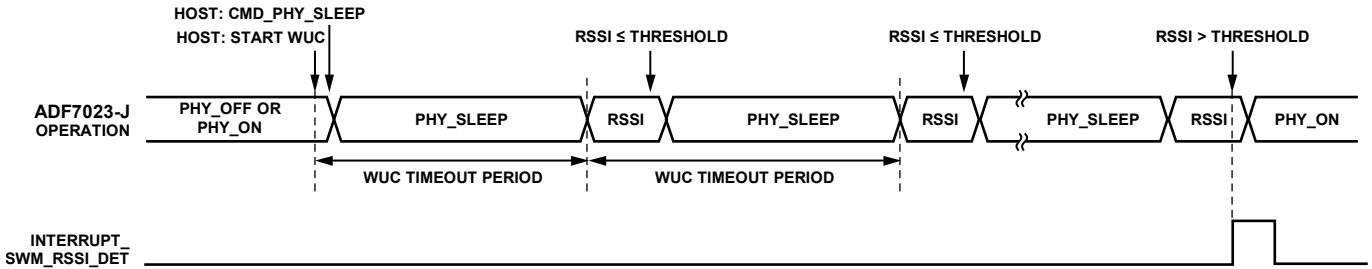 HOST: CMD_PHY_SLEEP
HOST: START WUC
RSSI ≤ THRESHOLD
RSSI ≤ THRESHOLD
RSSI > THRESHOLD
ADF7023-J
OPERATION
PHY_OFF OR
PHY_ON
PHY_SLEEP
RSSI
PHY_SLEEP
RSSI
PHY_SLEEP
RSSI
PHY_ON
WUC TIMEOUT PERIOD
WUC TIMEOUT PERIOD
INTERRUPT_
SWM_RSSI_DET